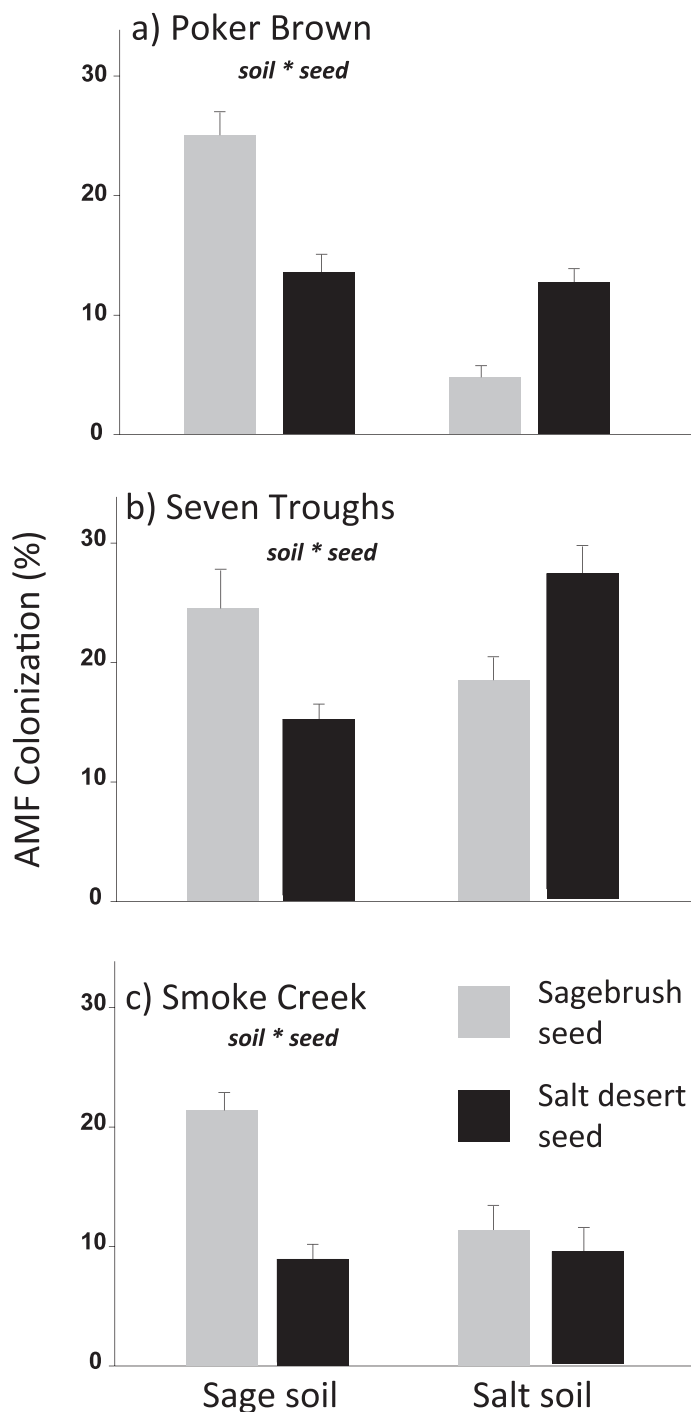 a) Poker Brown
soil * seed
30
20
10
0
b) Seven Troughs
soil * seed
30
20
10
0
AMF Colonization (%)
c) Smoke Creek
soil * seed
30
20
10
0
Sagebrush
seed
Salt desert
seed
Sage soil
Salt soil